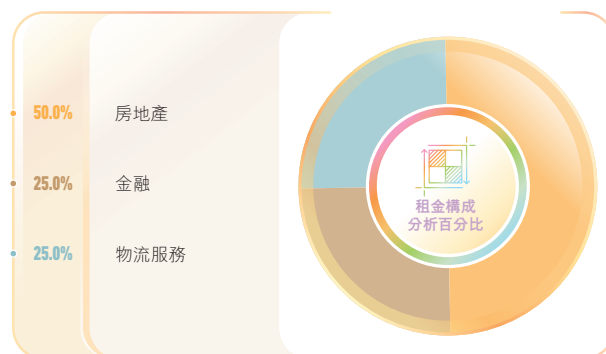 50.0% 房地產
25.0% 金融
25.0% 物流服務
租金構成
分析百分比